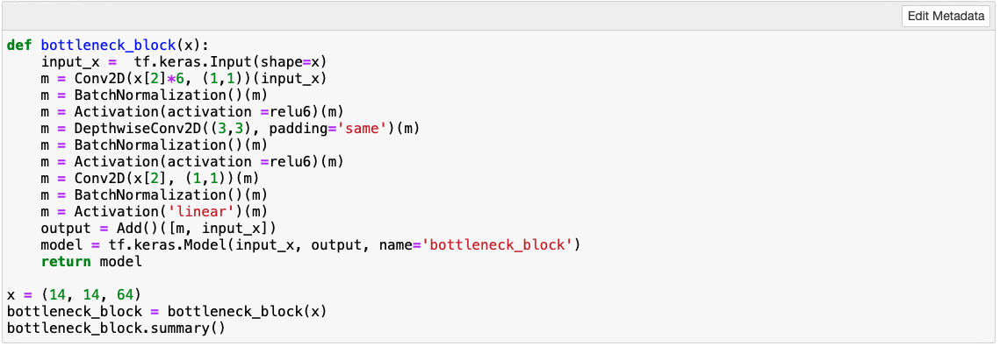 Edit Metadata
def bottleneck_block(x):
    input_x =  tf.keras.Input(shape=x)
    m = Conv2D(x[2]*6, (1,1))(input_x)
    m = BatchNormalization()(m)
    m = Activation(activation =relu6)(m)
    m = DepthwiseConv2D((3,3), padding='same')(m)
    m = BatchNormalization()(m)
    m = Activation(activation =relu6)(m)
    m = Conv2D(x[2], (1,1))(m)
    m = BatchNormalization()(m)
    m = Activation('linear')(m)
    output = Add()([m, input_x])
    model = tf.keras.Model(input_x, output, name='bottleneck_block')
    return model

x = (14, 14, 64)
bottleneck_block = bottleneck_block(x)
bottleneck_block.summary()